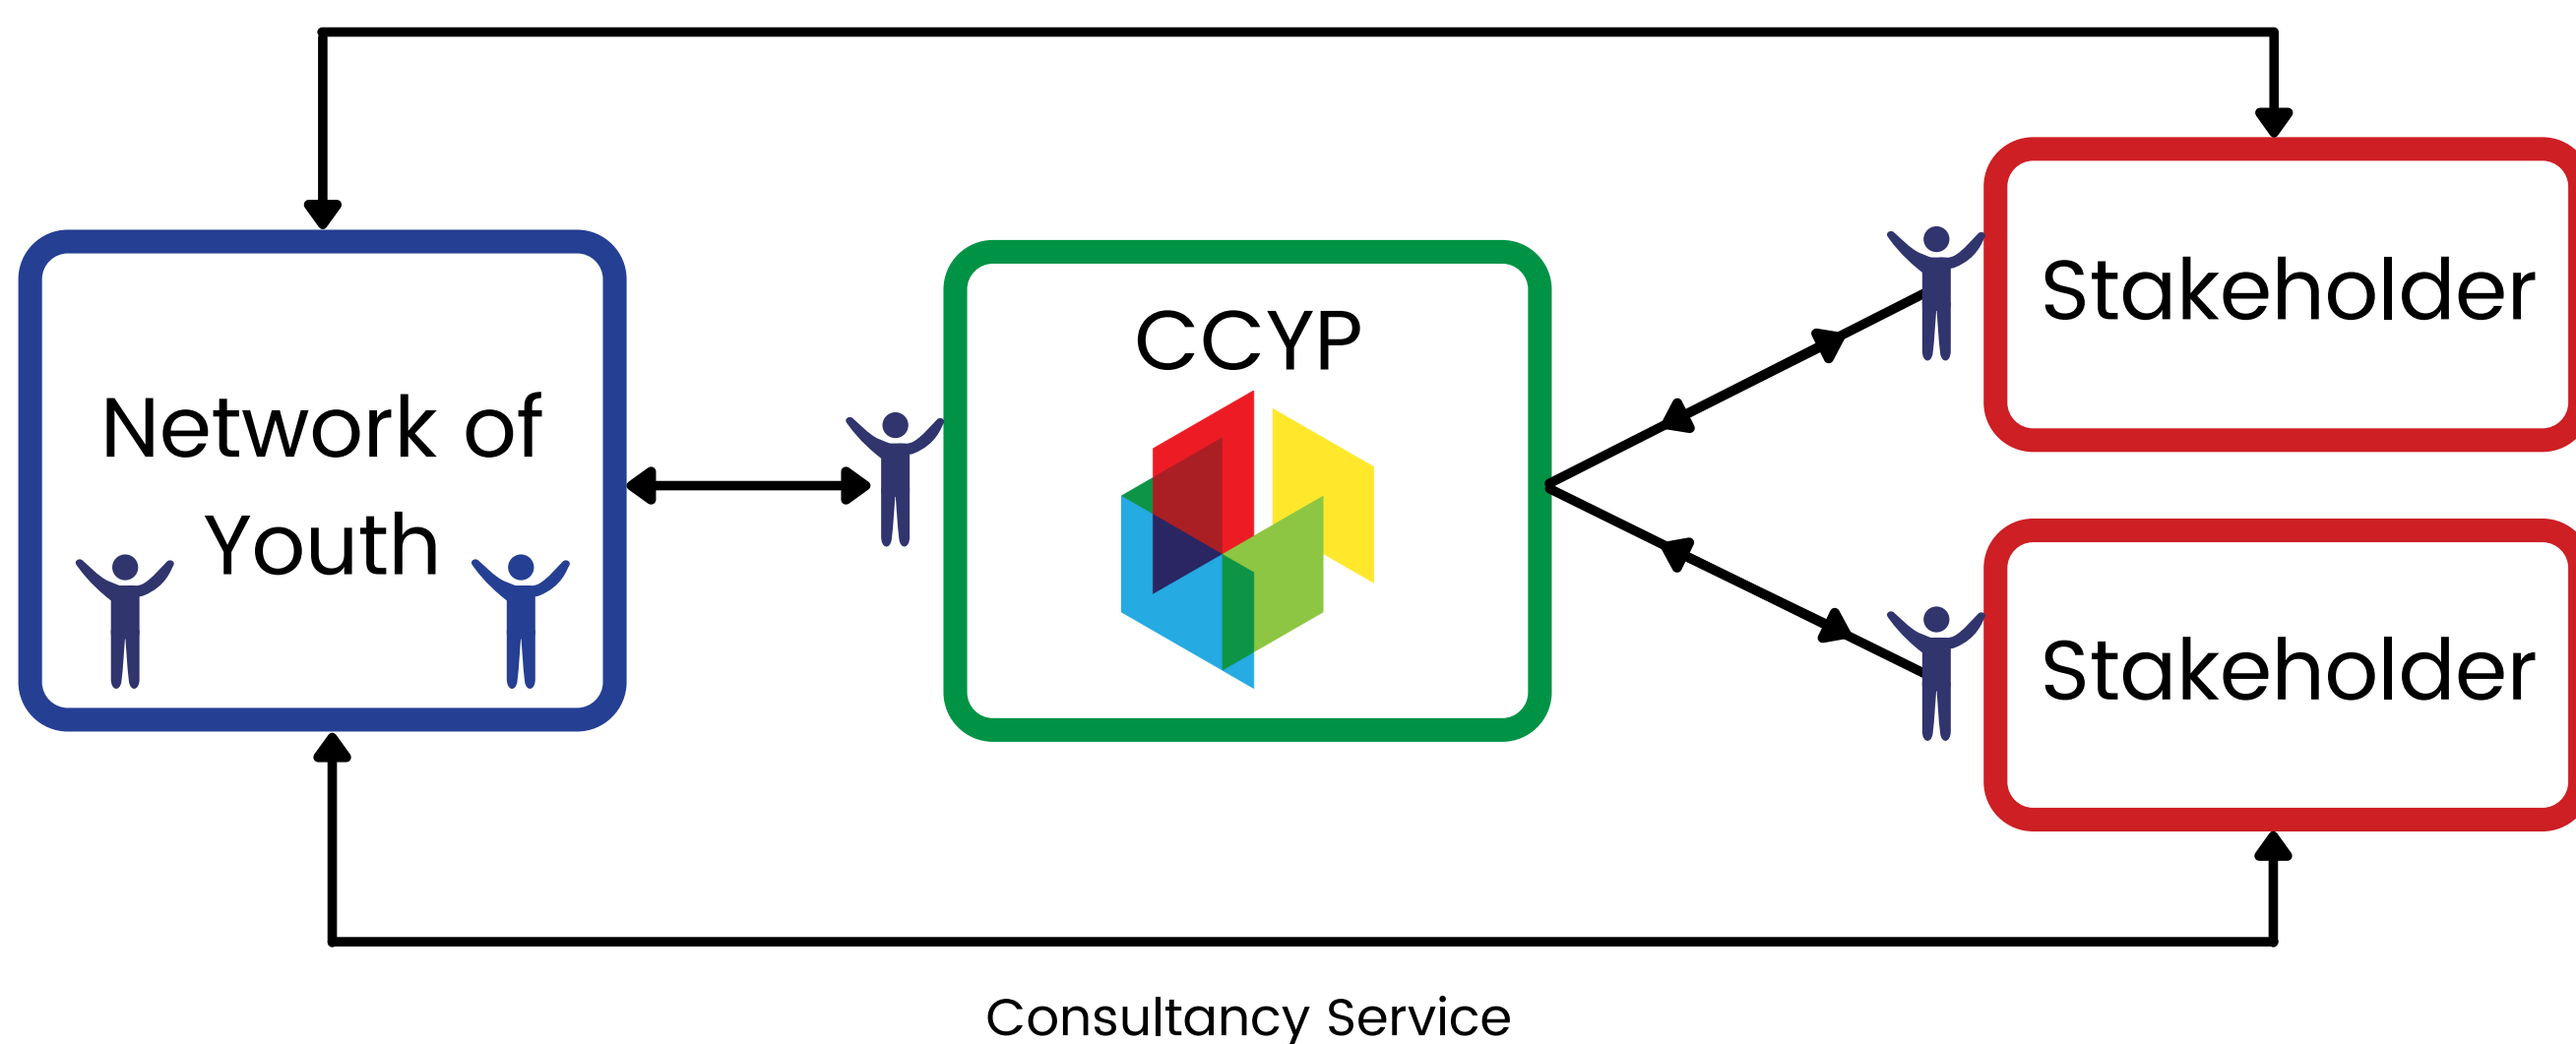 Network of
Youth
CCYP
Stakeholder
Stakeholder
Consultancy Service